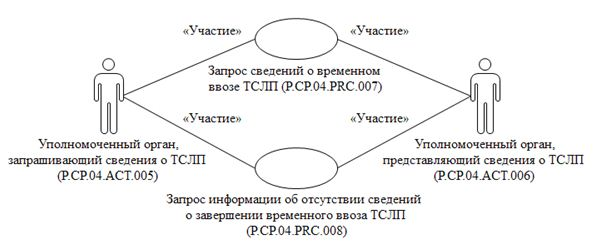 «Участие»
«Участие»
Запрос сведений о временном
ввозе ТСЛП (P.CP.04.PRC.007)
«Участие»
«Участие»
Уполномоченный орган,
запрашивающий сведения о ТСЛП
(P.CP.04.ACT.005)
Уполномоченный орган,
представляющий сведения о ТСЛП
(P.CP.04.ACT.006)
Запрос информации об отсутствии сведений
о завершении временного ввоза ТСЛП
(P.CP.04.PRC.008)